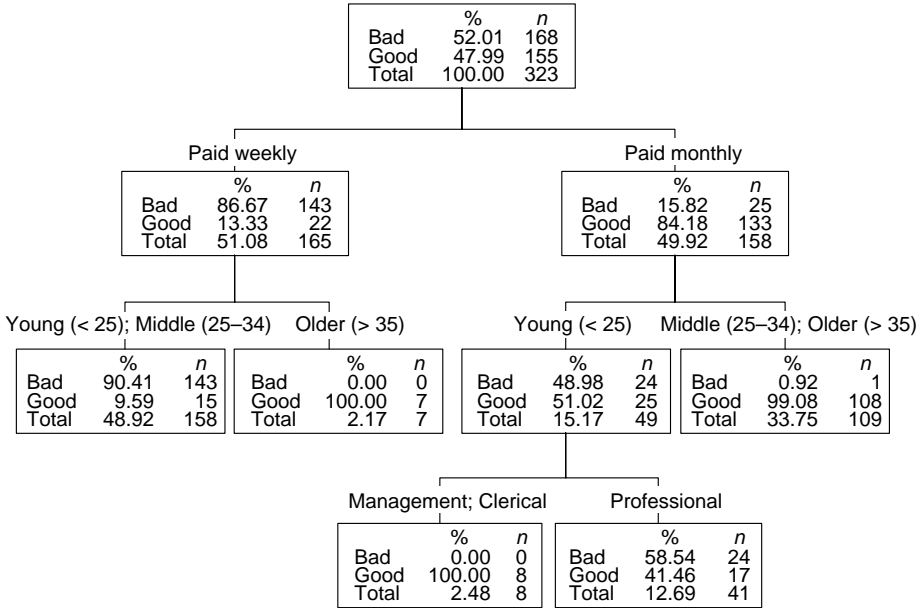 % n
Bad 52.01 168
Good 47.99 155
Total 100.00 323
Paid weekly
% n
Bad 86.67 143
Good 13.33 22
Total 51.08 165
Paid monthly
% n
Bad 15.82 25
Good 84.18 133
Total 49.92 158
Young (< 25); Middle (25–34)
% n
Bad 90.41 143
Good 9.59 15
Total 48.92 158
Older (> 35)
% n
Bad 0.00 0
Good 100.00 7
Total 2.17 7
Young (< 25)
% n
Bad 48.98 24
Good 51.02 25
Total 15.17 49
Middle (25–34); Older (> 35)
% n
Bad 0.92 1
Good 99.08 108
Total 33.75 109
Management; Clerical
% n
Bad 0.00 0
Good 100.00 8
Total 2.48 8
Professional
% n
Bad 58.54 24
Good 41.46 17
Total 12.69 41